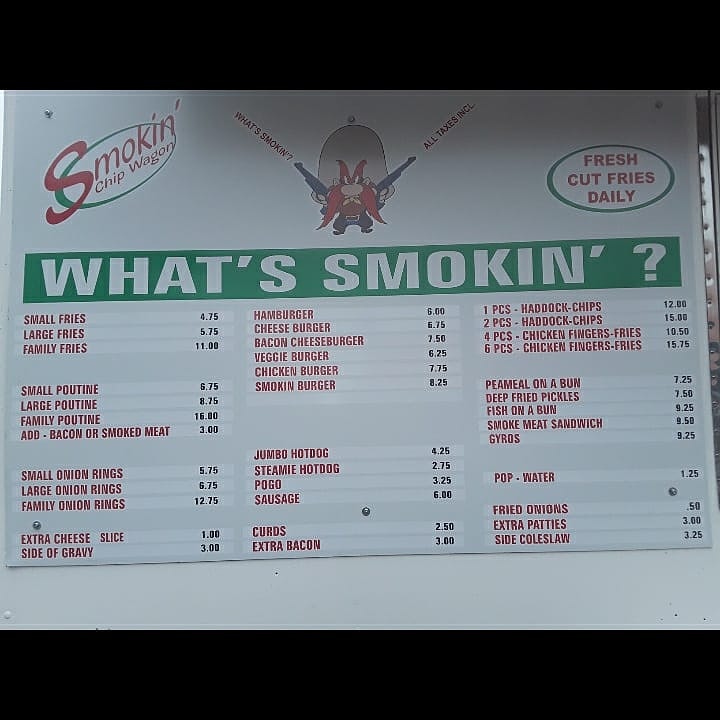 Smokin'
Chip Wagon
WHAT'S SMOKIN'?
ALL TAXES INCL.
FRESH
CUT FRIES
DAILY
WHAT'S SMOKIN' ?
SMALL FRIES 4.75
LARGE FRIES 5.75
FAMILY FRIES 11.00
SMALL POUTINE 6.75
LARGE POUTINE 8.75
FAMILY POUTINE 16.00
ADD - BACON OR SMOKED MEAT 3.00
SMALL ONION RINGS 5.75
LARGE ONION RINGS 6.75
FAMILY ONION RINGS 12.75
EXTRA CHEESE SLICE 1.00
SIDE OF GRAVY 3.00
HAMBURGER 6.00
CHEESE BURGER 6.75
BACON CHEESEBURGER 7.50
VEGGIE BURGER 6.25
CHICKEN BURGER 7.75
SMOKIN BURGER 8.25
JUMBO HOTDOG 4.25
STEAMIE HOTDOG 2.75
POGO 3.25
SAUSAGE 6.00
CURDS 2.50
EXTRA BACON 3.00
1 PCS - HADDOCK-CHIPS 12.00
2 PCS - HADDOCK-CHIPS 15.00
4 PCS - CHICKEN FINGERS-FRIES 10.50
6 PCS - CHICKEN FINGERS-FRIES 15.75
PEAMEAL ON A BUN 7.25
DEEP FRIED PICKLES 7.50
FISH ON A BUN 9.25
SMOKE MEAT SANDWICH 9.50
GYROS 9.25
POP - WATER 1.25
FRIED ONIONS .50
EXTRA PATTIES 3.00
SIDE COLESLAW 3.25